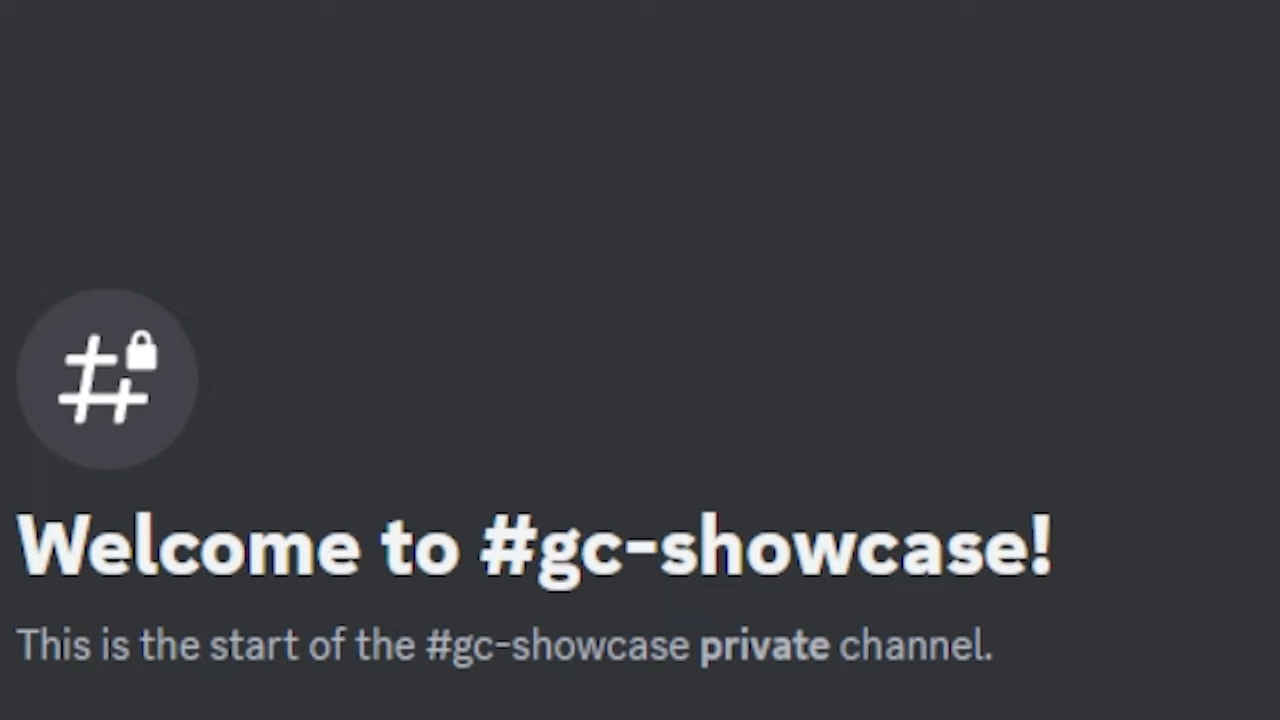 Welcome to #gc-showcase!
This is the start of the #gc-showcase private channel.